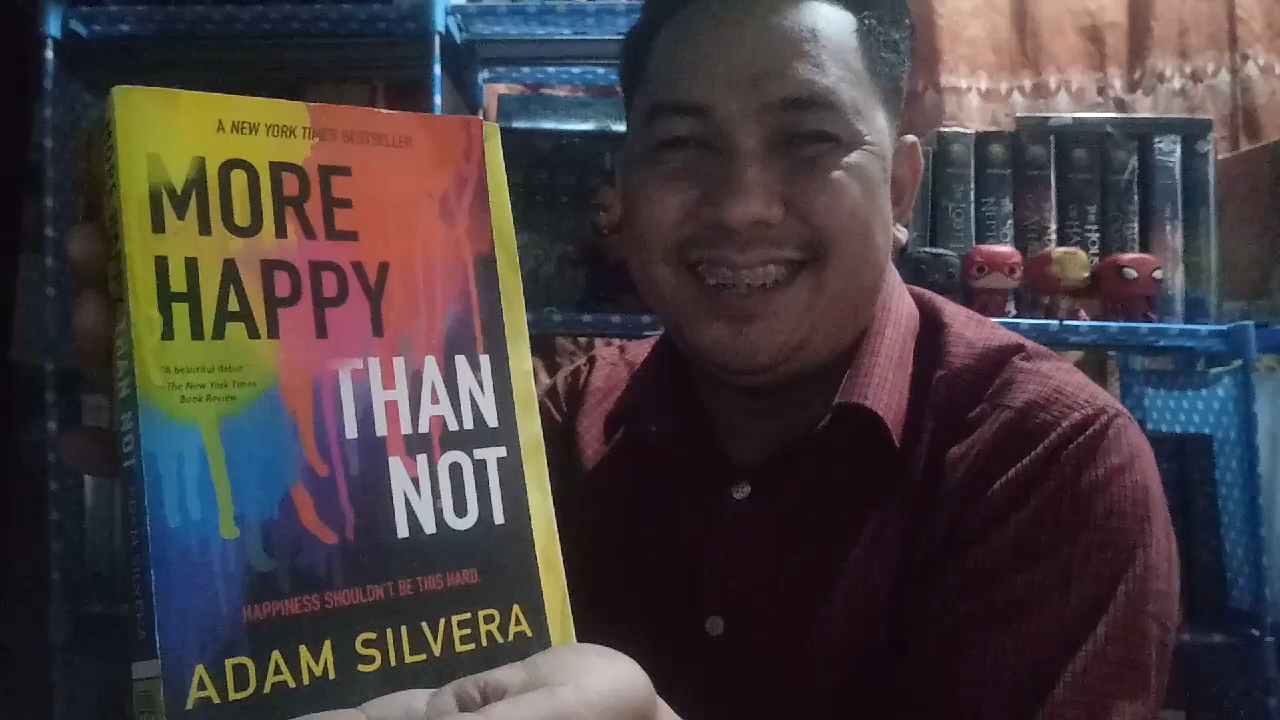 A NEW YORK TIMES BESTSELLER
MORE
HAPPY
THAN
NOT
"A beautiful debut."
—The New York Times
Book Review
HAPPINESS SHOULDN'T BE THIS HARD.
ADAM SILVERA